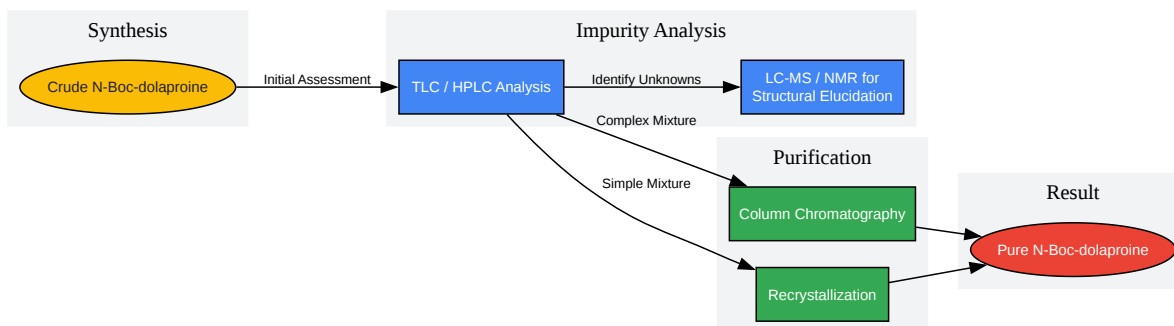 Synthesis
Crude N-Boc-dolaproine
Initial Assessment
Impurity Analysis
TLC / HPLC Analysis
Identify Unknowns
LC-MS / NMR for
Structural Elucidation
Complex Mixture
Simple Mixture
Purification
Column Chromatography
Recrystallization
Result
Pure N-Boc-dolaproine